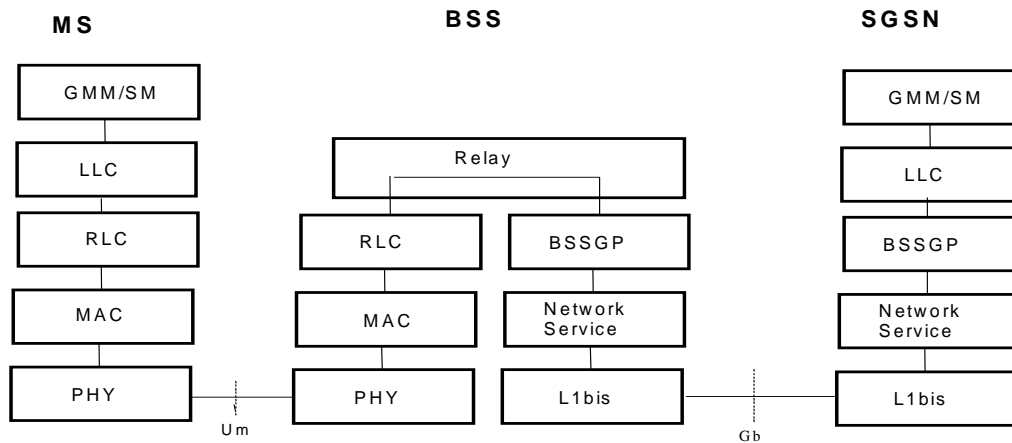 MS
BSS
SGSN
GMM/SM
GMM/SM
Relay
LLC
LLC
RLC
RLC
BSSGP
BSSGP
MAC
MAC
Network
Service
Network
Service
PHY
PHY
L1bis
L1bis
Um
Gb